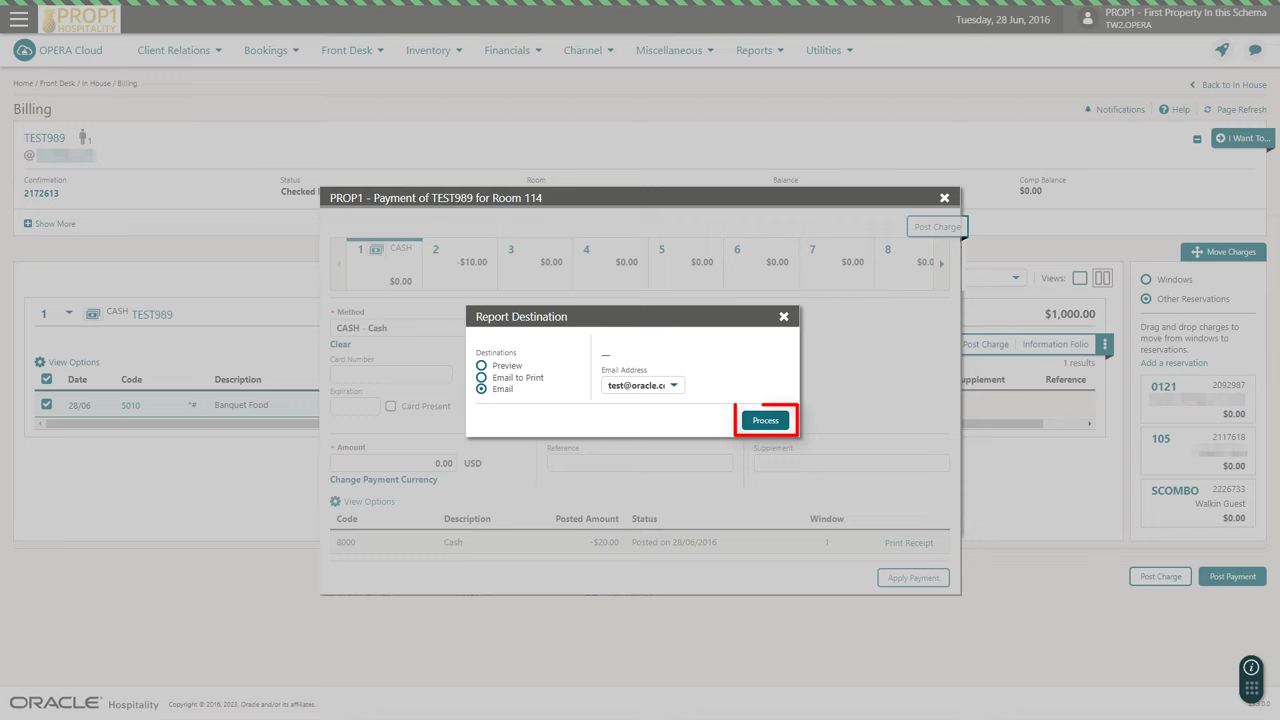 PROP1
HOSPITALITY
Tuesday, 28 Jun, 2016
PROP1 - First Property In this Schema
TW2.OPERA
OPERA Cloud
Client Relations
Bookings
Front Desk
Inventory
Financials
Channel
Miscellaneous
Reports
Utilities
Home / Front Desk / In House / Billing
Back to In House
Billing
Notifications
Help
Page Refresh
TEST989
1
@
I Want To...
Confirmation
Status
Room
Balance
Comp Balance
2172613
Checked
$0.00
Show More
PROP1 - Payment of TEST989 for Room 114
Post Charge
1 CASH
$0.00
2
-$10.00
3
$0.00
4
$0.00
5
$0.00
6
$0.00
7
$0.00
8
$0.0
Move Charges
Views:
Windows
Other Reservations
1 CASH TEST989
$1,000.00
Method
CASH - Cash
Clear
Card Number
Expiration
Card Present
Report Destination
Destinations
Preview
Email to Print
Email
Email Address
test@oracle.c
Process
Drag and drop charges to
move from windows to
reservations.
Add a reservation
Post Charge
Information Folio
1 results
View Options
Date
Code
Description
28/06
5010
*#
Banquet Food
0121
2092987
$0.00
105
2117618
$0.00
SCOMBO
2226733
Walkin Guest
$0.00
* Amount
0.00 USD
Reference
Supplement
Change Payment Currency
View Options
Code
Description
Posted Amount
Status
Window
8000
Cash
-$20.00
Posted on 28/06/2016
1
Print Receipt
Apply Payment
Post Charge
Post Payment
ORACLE Hospitality
Copyright © 2016, 2023, Oracle and/or its affiliates.